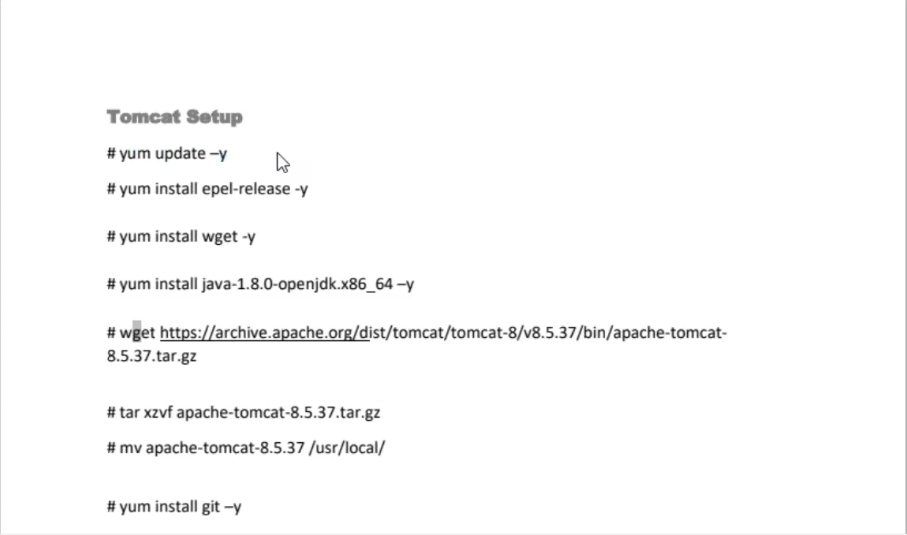 Tomcat Setup
# yum update –y
# yum install epel-release -y
# yum install wget -y
# yum install java-1.8.0-openjdk.x86_64 –y
# wget https://archive.apache.org/dist/tomcat/tomcat-8/v8.5.37/bin/apache-tomcat-
8.5.37.tar.gz
# tar xzvf apache-tomcat-8.5.37.tar.gz
# mv apache-tomcat-8.5.37 /usr/local/
# yum install git –y